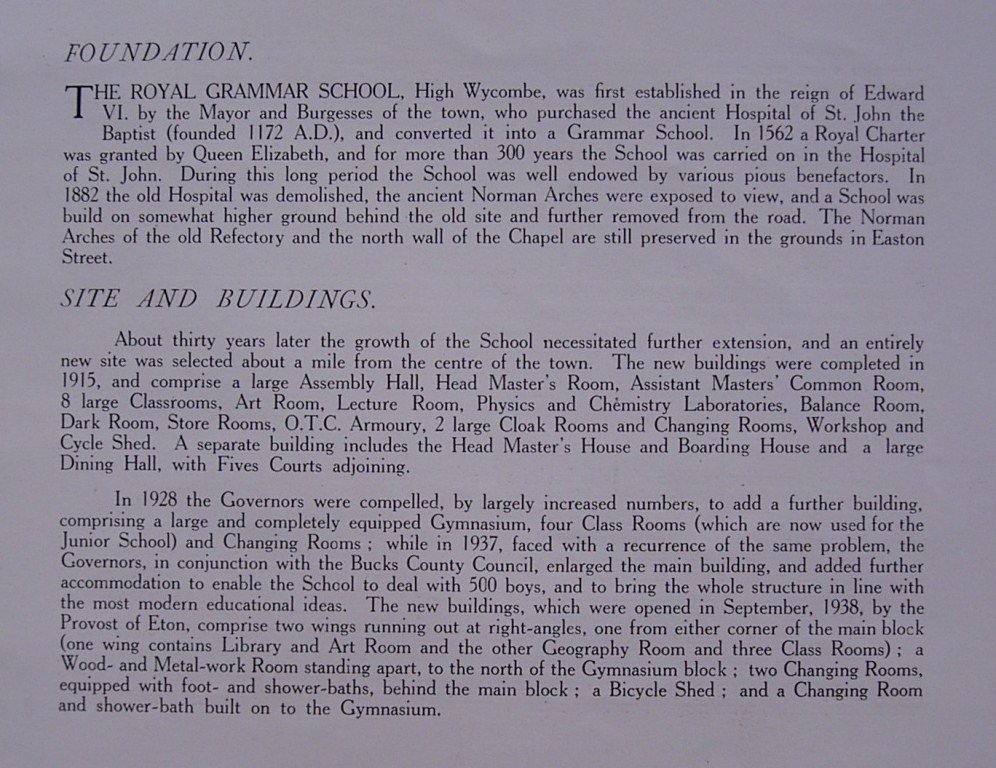 FOUNDATION.
THE ROYAL GRAMMAR SCHOOL, High Wycombe, was first established in the reign of Edward
VI. by the Mayor and Burgesses of the town, who purchased the ancient Hospital of St. John the
Baptist (founded 1172 A.D.), and converted it into a Grammar School. In 1562 a Royal Charter
was granted by Queen Elizabeth, and for more than 300 years the School was carried on in the Hospital
of St. John. During this long period the School was well endowed by various pious benefactors. In
1882 the old Hospital was demolished, the ancient Norman Arches were exposed to view, and a School was
build on somewhat higher ground behind the old site and further removed from the road. The Norman
Arches of the old Refectory and the north wall of the Chapel are still preserved in the grounds in Easton
Street.
SITE AND BUILDINGS.
About thirty years later the growth of the School necessitated further extension, and an entirely
new site was selected about a mile from the centre of the town. The new buildings were completed in
1915, and comprise a large Assembly Hall, Head Master's Room, Assistant Masters' Common Room,
8 large Classrooms, Art Room, Lecture Room, Physics and Chemistry Laboratories, Balance Room,
Dark Room, Store Rooms, O.T.C. Armoury, 2 large Cloak Rooms and Changing Rooms, Workshop and
Cycle Shed. A separate building includes the Head Master's House and Boarding House and a large
Dining Hall, with Fives Courts adjoining.
In 1928 the Governors were compelled, by largely increased numbers, to add a further building,
comprising a large and completely equipped Gymnasium, four Class Rooms (which are now used for the
Junior School) and Changing Rooms ; while in 1937, faced with a recurrence of the same problem, the
Governors, in conjunction with the Bucks County Council, enlarged the main building, and added further
accommodation to enable the School to deal with 500 boys, and to bring the whole structure in line with
the most modern educational ideas. The new buildings, which were opened in September, 1938, by the
Provost of Eton, comprise two wings running out at right-angles, one from either corner of the main block
(one wing contains Library and Art Room and the other Geography Room and three Class Rooms) ; a
Wood- and Metal-work Room standing apart, to the north of the Gymnasium block ; two Changing Rooms,
equipped with foot- and shower-baths, behind the main block ; a Bicycle Shed ; and a Changing Room
and shower-bath built on to the Gymnasium.